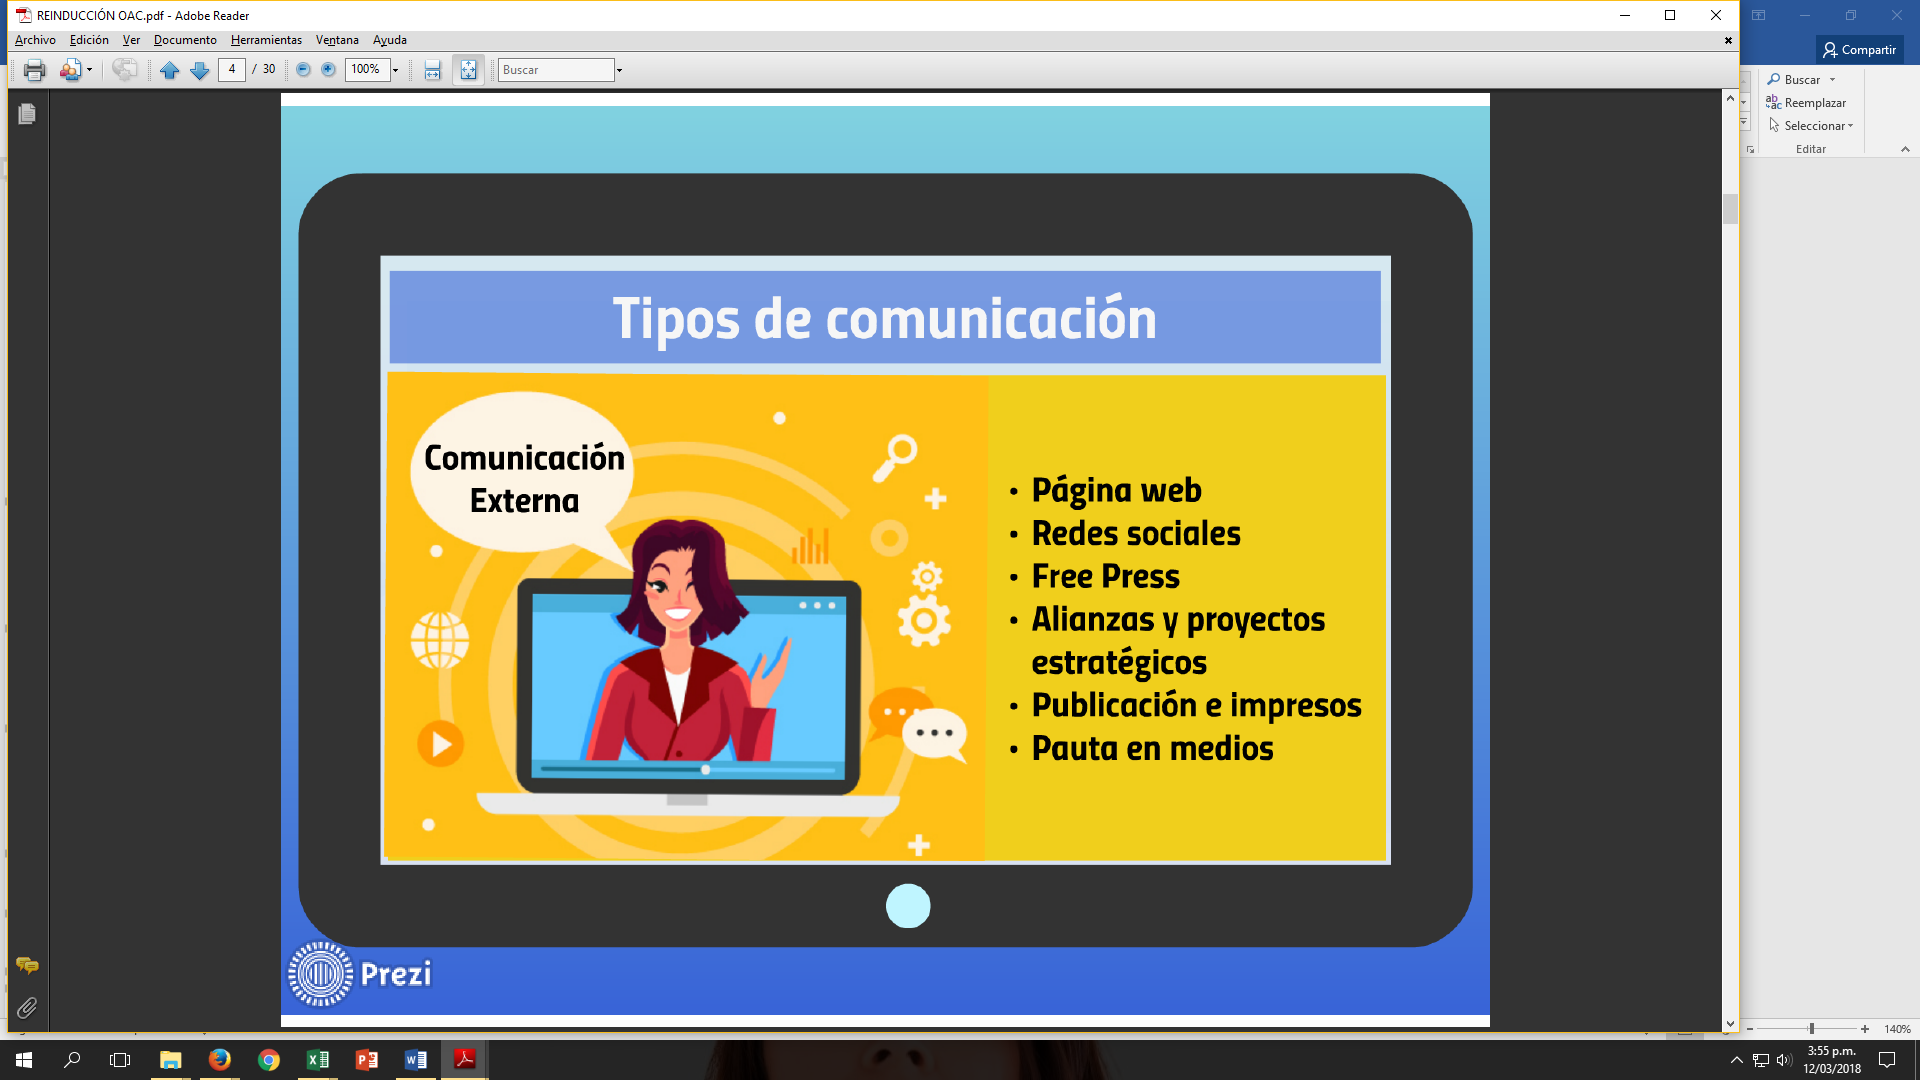 REINDUCCIÓN OAC.pdf - Adobe Reader
Archivo Edición Ver Documento Herramientas Ventana Ayuda
4 / 30 100% Buscar
Compartir
Buscar
Reemplazar
Seleccionar
Editar
Tipos de comunicación
Comunicación
Externa
• Página web
• Redes sociales
• Free Press
• Alianzas y proyectos
estratégicos
• Publicación e impresos
• Pauta en medios
Prezi
140%
3:55 p.m.
12/03/2018